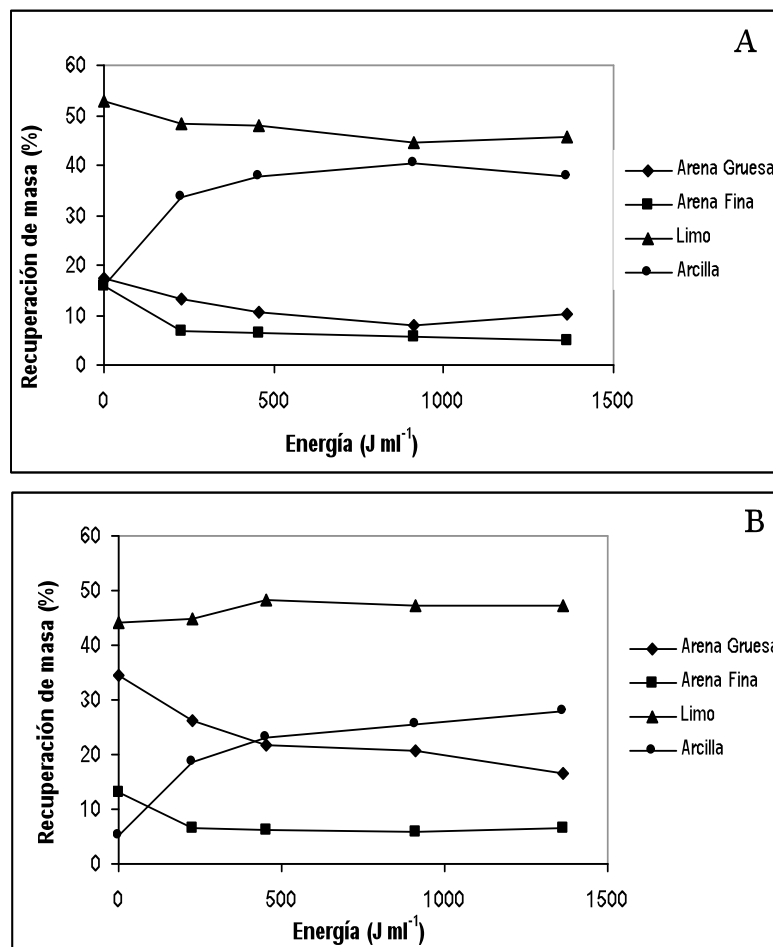 A
60
50
40
30
20
10
0
Recuperación de masa (%)
0 500 1000 1500
Energía (J ml⁻¹)
Arena Gruesa
Arena Fina
Limo
Arcilla
B
60
50
40
30
20
10
0
Recuperación de masa (%)
0 500 1000 1500
Energía (J ml⁻¹)
Arena Gruesa
Arena Fina
Limo
Arcilla